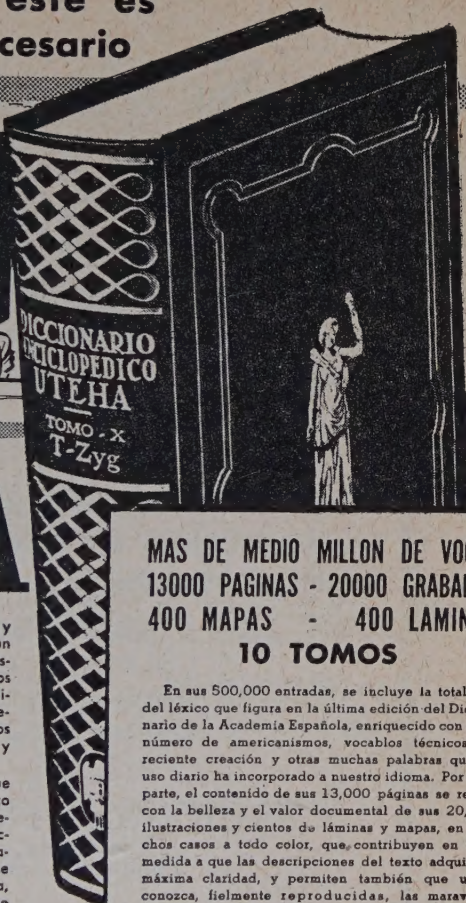 este es
cesario
DICCIONARIO
ENCICLOPEDICO
UTEHA
TOMO - X
T-Zyg
MAS DE MEDIO MILLON DE VO
13000 PAGINAS - 20000 GRABA
400 MAPAS - 400 LAMIN
10 TOMOS
En sus 500,000 entradas, se incluye la total
del léxico que figura en la última edición del Dic
nario de la Academia Española, enriquecido con
número de americanismos, vocablos técnicos
reciente creación y otras muchas palabras qu
uso diario ha incorporado a nuestro idioma. Por
parte, el contenido de sus 13,000 páginas se re
con la belleza y el valor documental de sus 20,
ilustraciones y cientos de láminas y mapas, en
chos casos a todo color, que contribuyen en
medida a que las descripciones del texto adqui
máxima claridad, y permiten también que u
conozca, fielmente reproducidas, las marav